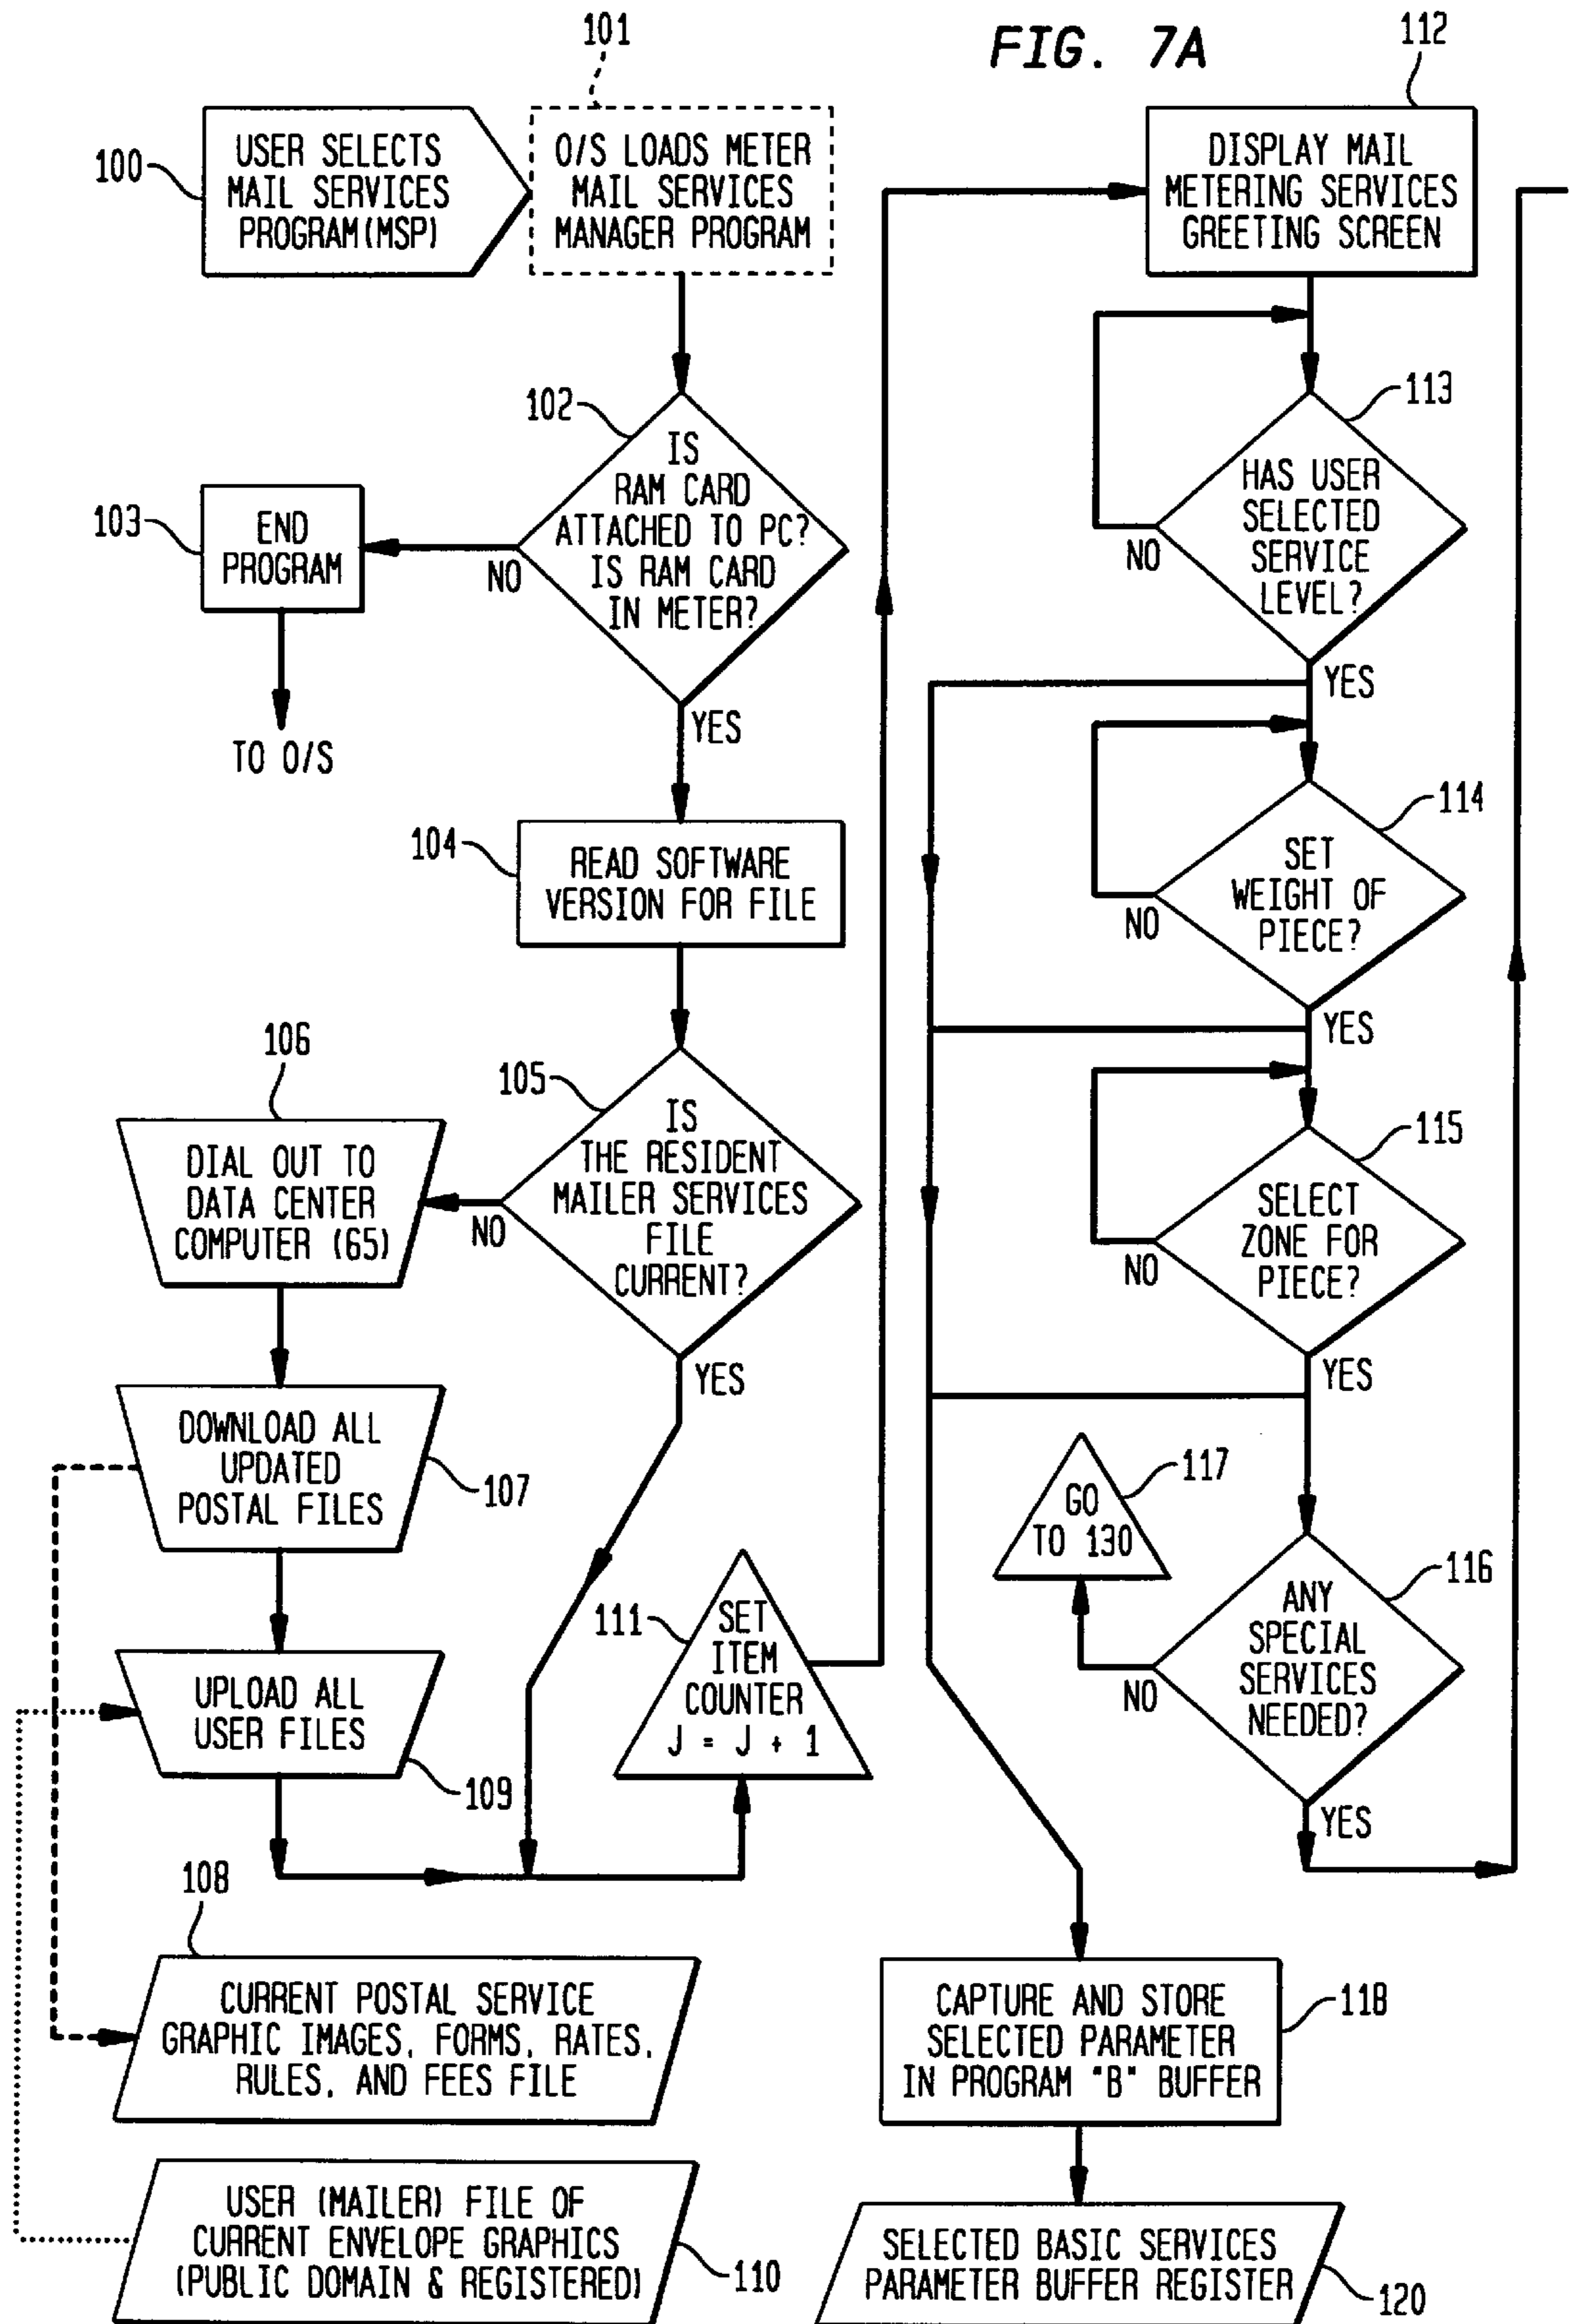 FIG. 7A
101
112
100
USER SELECTS
MAIL SERVICES
PROGRAM(MSP)
O/S LOADS METER
MAIL SERVICES
MANAGER PROGRAM
102
IS
RAM CARD
ATTACHED TO PC?
IS RAM CARD
IN METER?
NO
YES
103
END
PROGRAM
TO O/S
104
READ SOFTWARE
VERSION FOR FILE
105
IS
THE RESIDENT
MAILER SERVICES
FILE
CURRENT?
NO
YES
106
DIAL OUT TO
DATA CENTER
COMPUTER (65)
DOWNLOAD ALL
UPDATED
POSTAL FILES
107
UPLOAD ALL
USER FILES
109
111
SET
ITEM
COUNTER
J = J + 1
108
CURRENT POSTAL SERVICE
GRAPHIC IMAGES, FORMS, RATES,
RULES, AND FEES FILE
USER (MAILER) FILE OF
CURRENT ENVELOPE GRAPHICS
(PUBLIC DOMAIN & REGISTERED)
110
DISPLAY MAIL
METERING SERVICES
GREETING SCREEN
113
HAS USER
SELECTED
SERVICE
LEVEL?
NO
YES
114
SET
WEIGHT OF
PIECE?
NO
YES
115
SELECT
ZONE FOR
PIECE?
NO
YES
117
GO
TO 130
116
ANY
SPECIAL
SERVICES
NEEDED?
NO
YES
CAPTURE AND STORE
SELECTED PARAMETER
IN PROGRAM "B" BUFFER
118
SELECTED BASIC SERVICES
PARAMETER BUFFER REGISTER
120